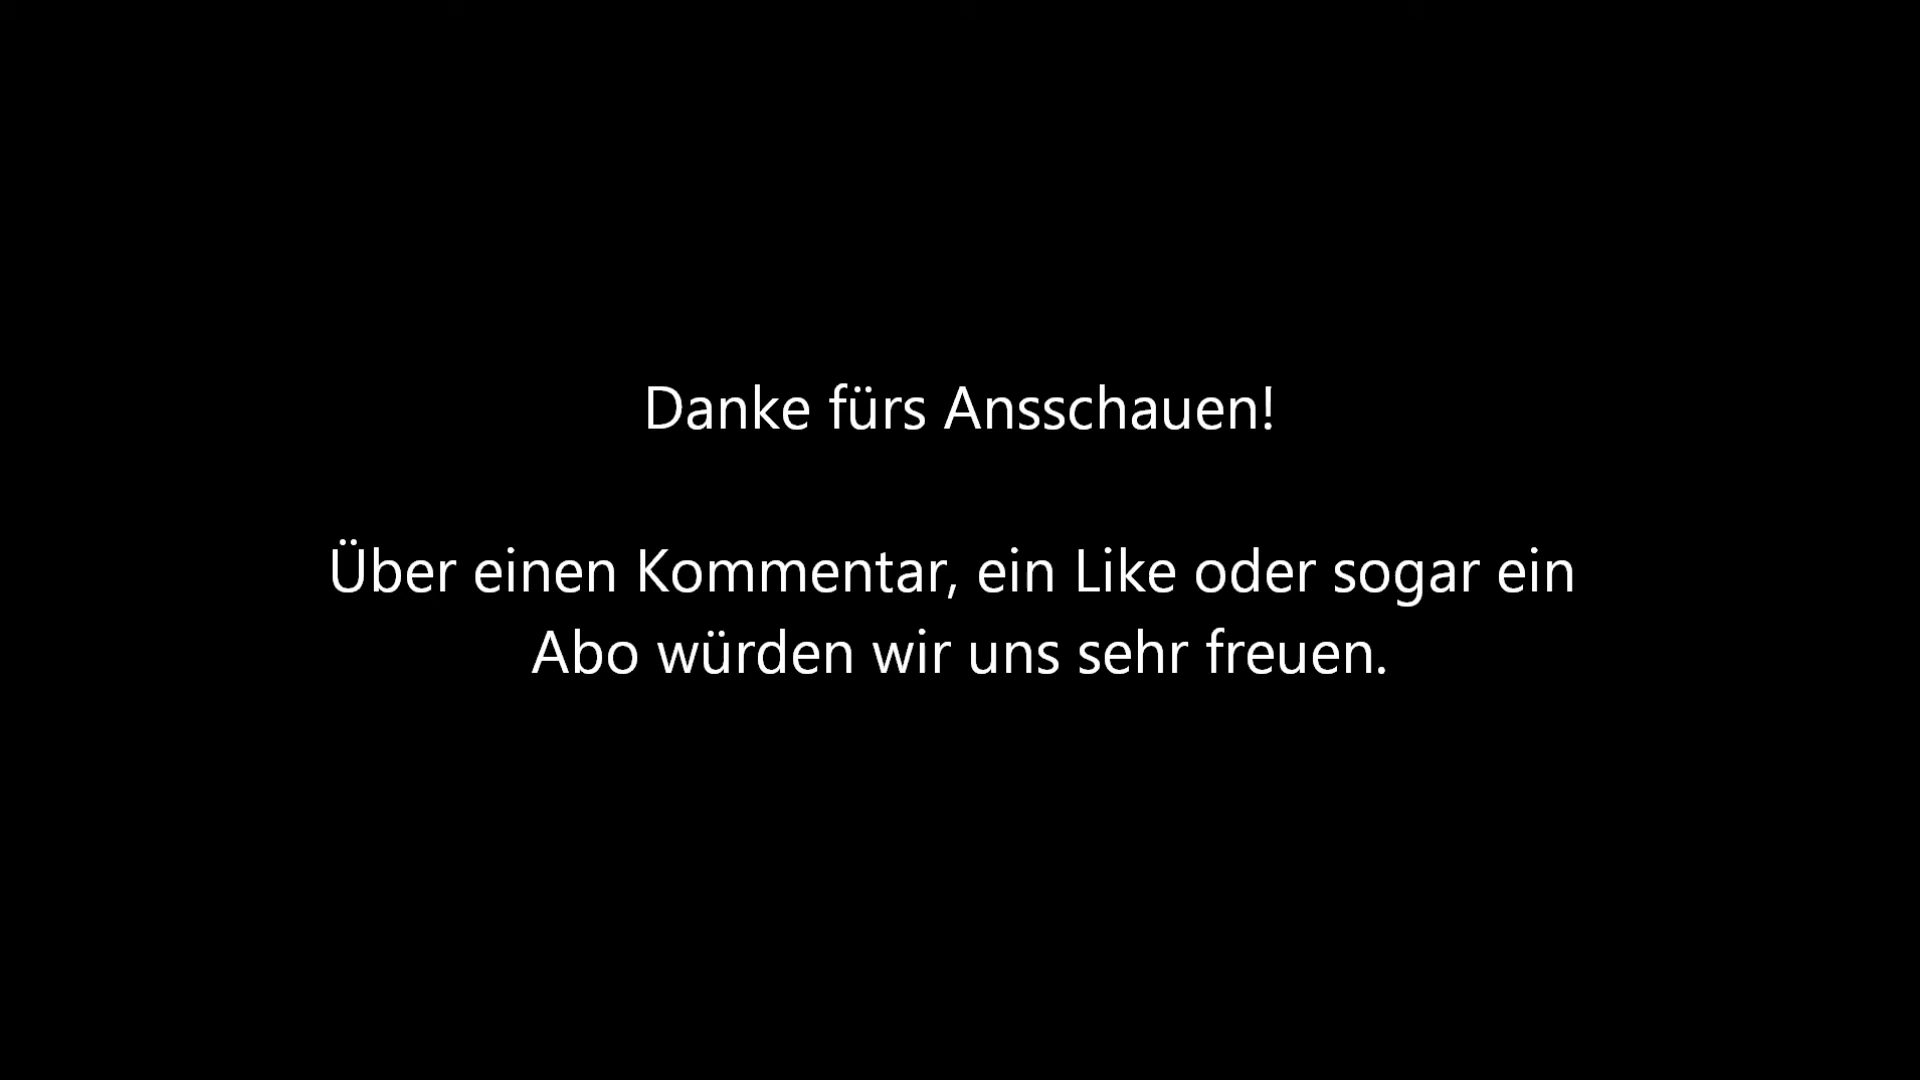 Danke fürs Ansschauen!
Über einen Kommentar, ein Like oder sogar ein
Abo würden wir uns sehr freuen.